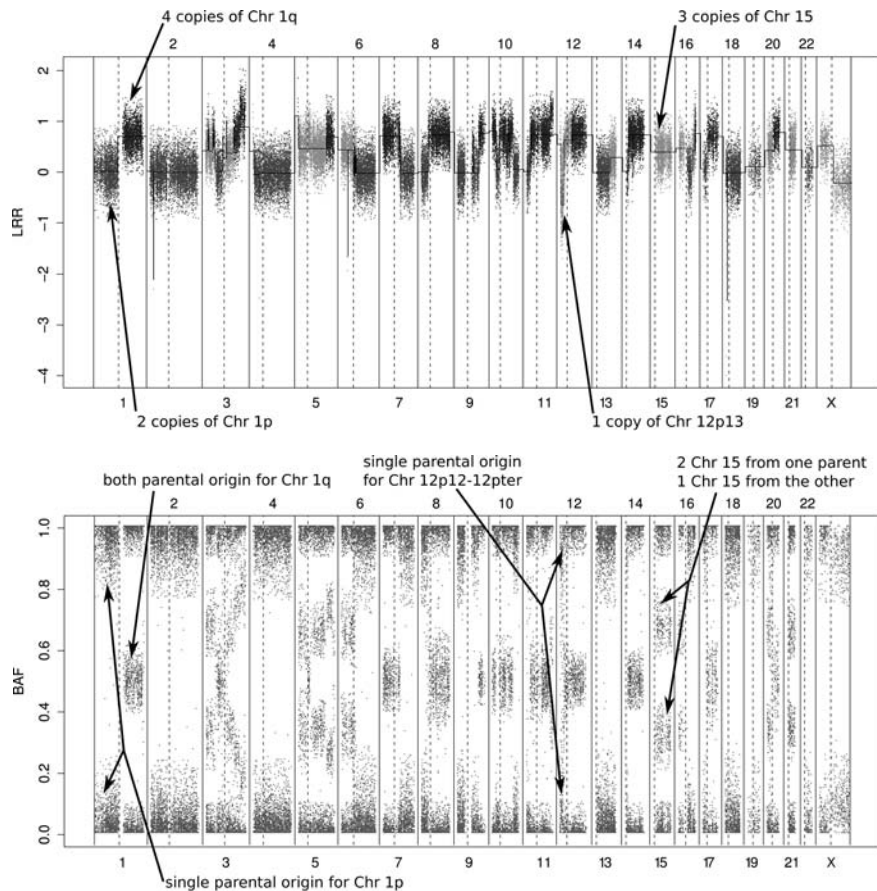 4 copies of Chr 1q
3 copies of Chr 15
2 4 6 8 10 12 14 16 18 20 22
LRR
2
1
0
−1
−2
−3
−4
1 3 5 7 9 11 13 15 17 19 21 X
2 copies of Chr 1p
1 copy of Chr 12p13
both parental origin for Chr 1q
single parental origin
for Chr 12p12-12pter
2 Chr 15 from one parent
1 Chr 15 from the other
2 4 6 8 10 12 14 16 18 20 22
BAF
1.0
0.8
0.6
0.4
0.2
0.0
1 3 5 7 9 11 13 15 17 19 21 X
single parental origin for Chr 1p